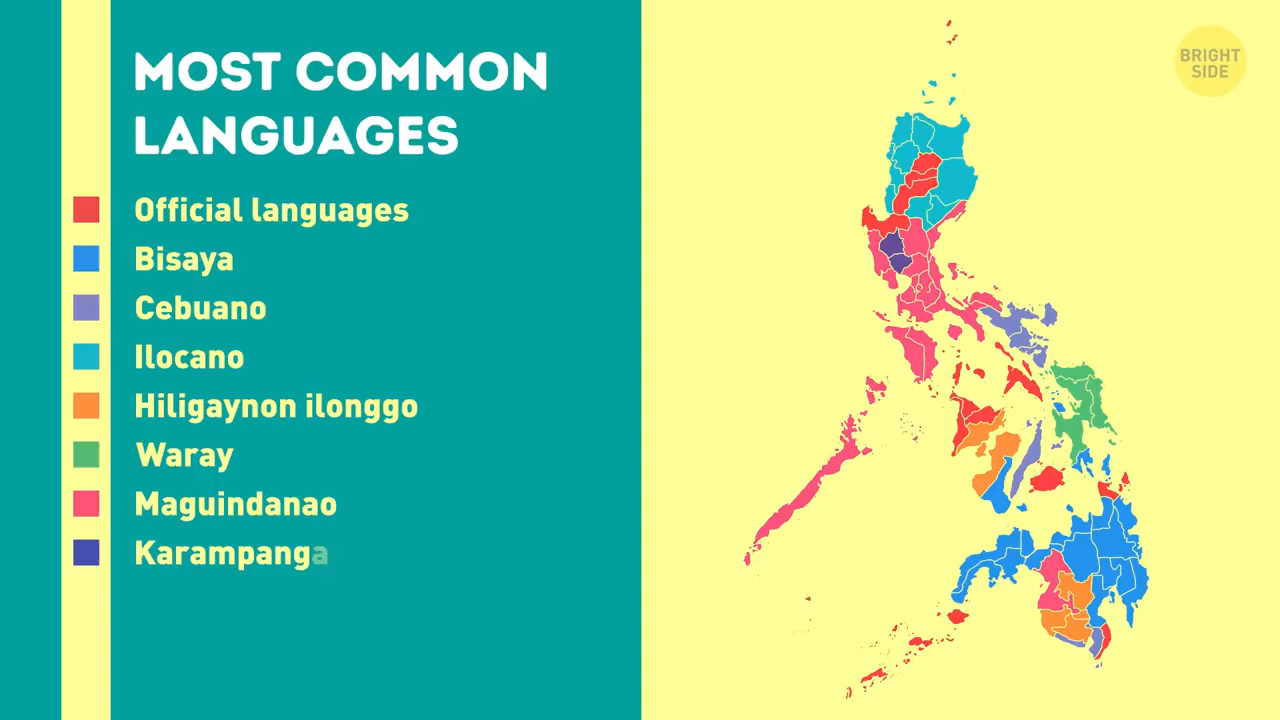 MOST COMMON
LANGUAGES
Official languages
Bisaya
Cebuano
Ilocano
Hiligaynon ilonggo
Waray
Maguindanao
Karampanga
BRIGHT
SIDE